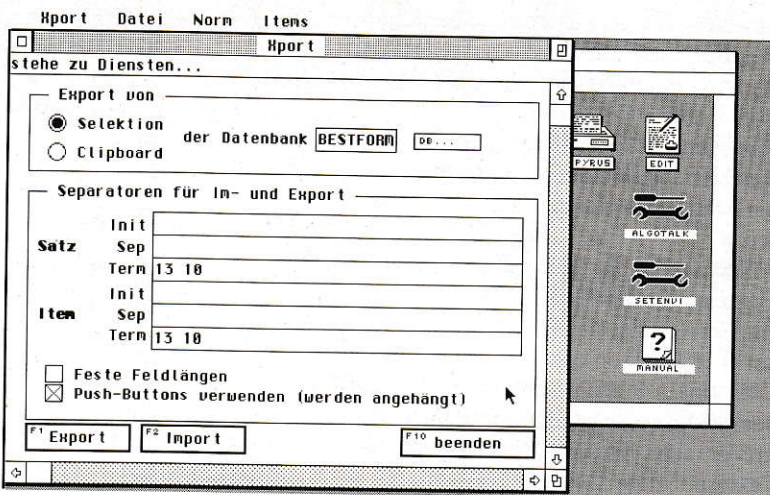 Xport Datei Norm Items
Xport
stehe zu Diensten...
Export von
Selektion
der Datenbank BESTFORM DB...
Clipboard
Separatoren für Im- und Export
Init
Satz Sep
Term 13 10
Init
Item Sep
Term 13 10
Feste Feldlängen
Push-Buttons verwenden (werden angehängt)
F1 Export F2 Import F10 beenden
PYRUS EDIT
ALGOTALK
SETENVI
MANUAL